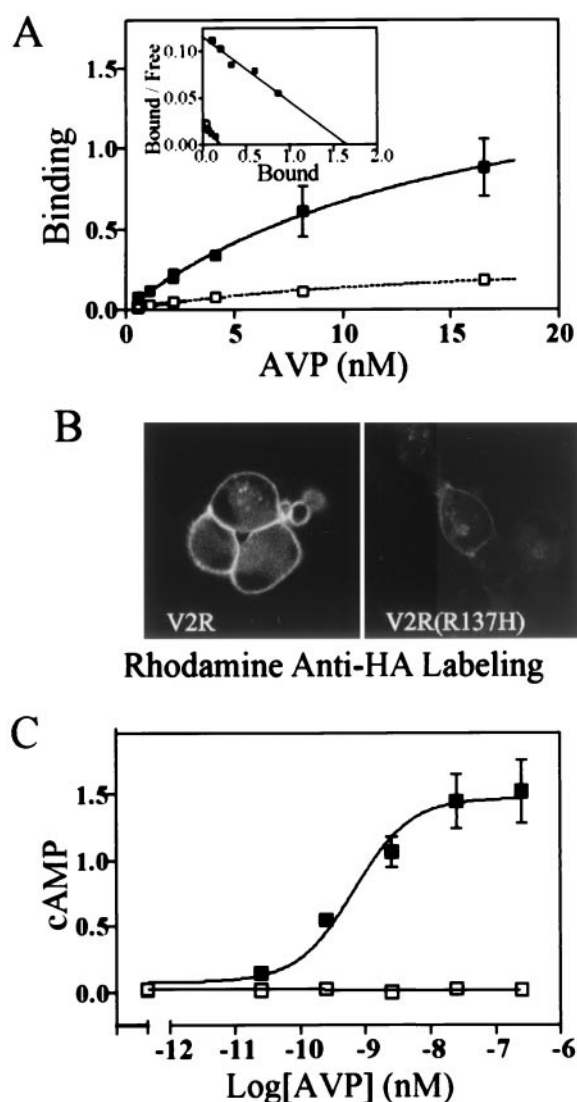 A
1.5
1.0
0.5
0.0
Binding
0 5 10 15 20
AVP (nM)
0.10
0.05
0.00
Bound / Free
0.0 0.5 1.0 1.5 2.0
Bound
B
V2R
V2R(R137H)
Rhodamine Anti-HA Labeling
C
1.5
1.0
0.5
0.0
cAMP
-12 -11 -10 -9 -8 -7 -6
Log[AVP] (nM)